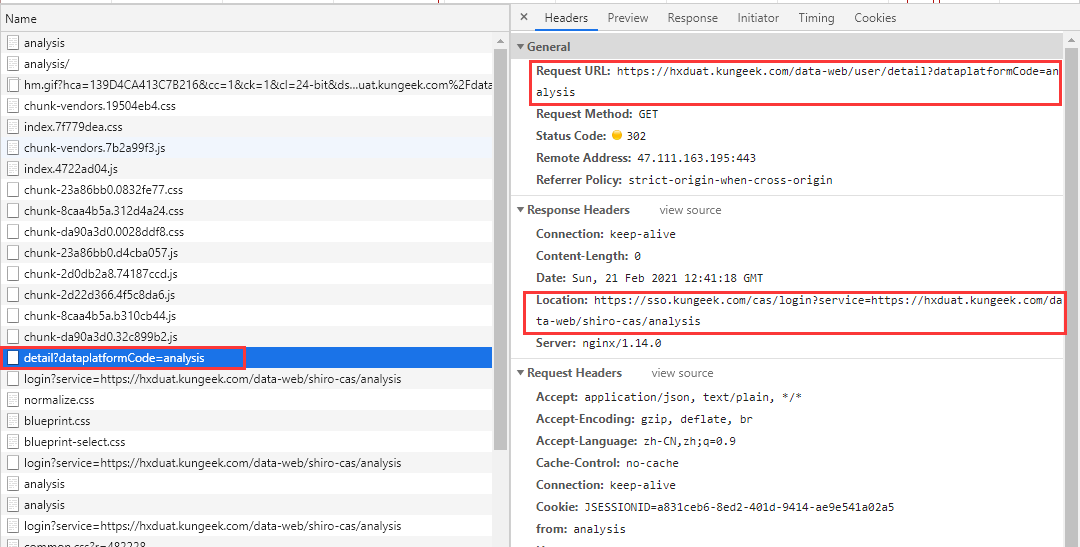 Name
analysis
analysis/
hm.gif?hca=139D4CA413C7B216&cc=1&ck=1&cl=24-bit&ds...uat.kungeek.com%2Fdata
chunk-vendors.19504eb4.css
index.7f779dea.css
chunk-vendors.7b2a99f3.js
index.4722ad04.js
chunk-23a86bb0.0832fe77.css
chunk-8caa4b5a.312d4a24.css
chunk-da90a3d0.0028ddf8.css
chunk-23a86bb0.d4cba057.js
chunk-2d0db2a8.74187ccd.js
chunk-2d22d366.4f5c8da6.js
chunk-8caa4b5a.b310cb44.js
chunk-da90a3d0.32c899b2.js
detail?dataplatformCode=analysis
login?service=https://hxduat.kungeek.com/data-web/shiro-cas/analysis
normalize.css
blueprint.css
blueprint-select.css
login?service=https://hxduat.kungeek.com/data-web/shiro-cas/analysis
analysis
analysis
login?service=https://hxduat.kungeek.com/data-web/shiro-cas/analysis
common.css?r=482228
× Headers Preview Response Initiator Timing Cookies
General
Request URL: https://hxduat.kungeek.com/data-web/user/detail?dataplatformCode=an
alysis
Request Method: GET
Status Code: 302
Remote Address: 47.111.163.195:443
Referrer Policy: strict-origin-when-cross-origin
Response Headers view source
Connection: keep-alive
Content-Length: 0
Date: Sun, 21 Feb 2021 12:41:18 GMT
Location: https://sso.kungeek.com/cas/login?service=https://hxduat.kungeek.com/da
ta-web/shiro-cas/analysis
Server: nginx/1.14.0
Request Headers view source
Accept: application/json, text/plain, */*
Accept-Encoding: gzip, deflate, br
Accept-Language: zh-CN,zh;q=0.9
Cache-Control: no-cache
Connection: keep-alive
Cookie: JSESSIONID=a831ceb6-8ed2-401d-9414-ae9e541a02a5
from: analysis